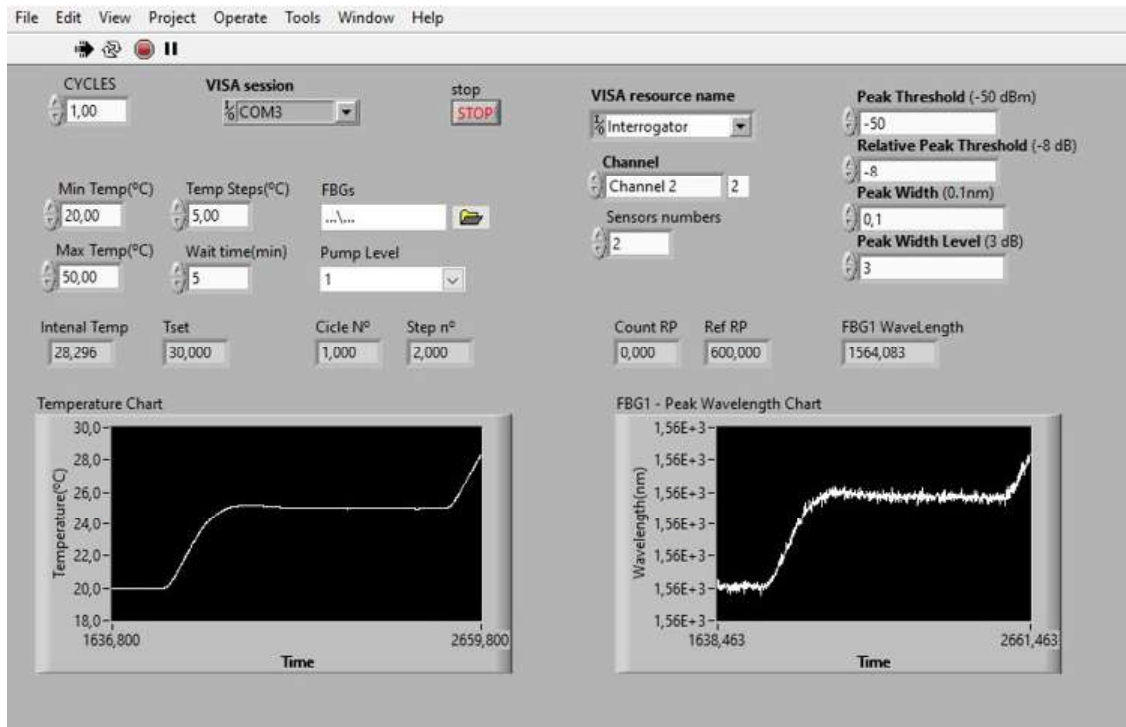 File Edit View Project Operate Tools Window Help
CYCLES
1,00
VISA session
COM3
stop
STOP
Min Temp(ºC)
20,00
Temp Steps(ºC)
5,00
FBGs
...\...
Max Temp(ºC)
50,00
Wait time(min)
5
Pump Level
1
Intenal Temp
28,296
Tset
30,000
Cicle Nº
1,000
Step nº
2,000
VISA resource name
Interrogator
Channel
Channel 2
2
Sensors numbers
2
Peak Threshold (-50 dBm)
-50
Relative Peak Threshold (-8 dB)
-8
Peak Width (0.1nm)
0,1
Peak Width Level (3 dB)
3
Count RP
0,000
Ref RP
600,000
FBG1 WaveLength
1564,083
Temperature Chart
Temperature(ºC)
30,0
28,0
26,0
24,0
22,0
20,0
18,0
1636,800
2659,800
Time
FBG1 - Peak Wavelength Chart
Wavelength(nm)
1,56E+3
1,56E+3
1,56E+3
1,56E+3
1,56E+3
1,56E+3
1,56E+3
1638,463
2661,463
Time